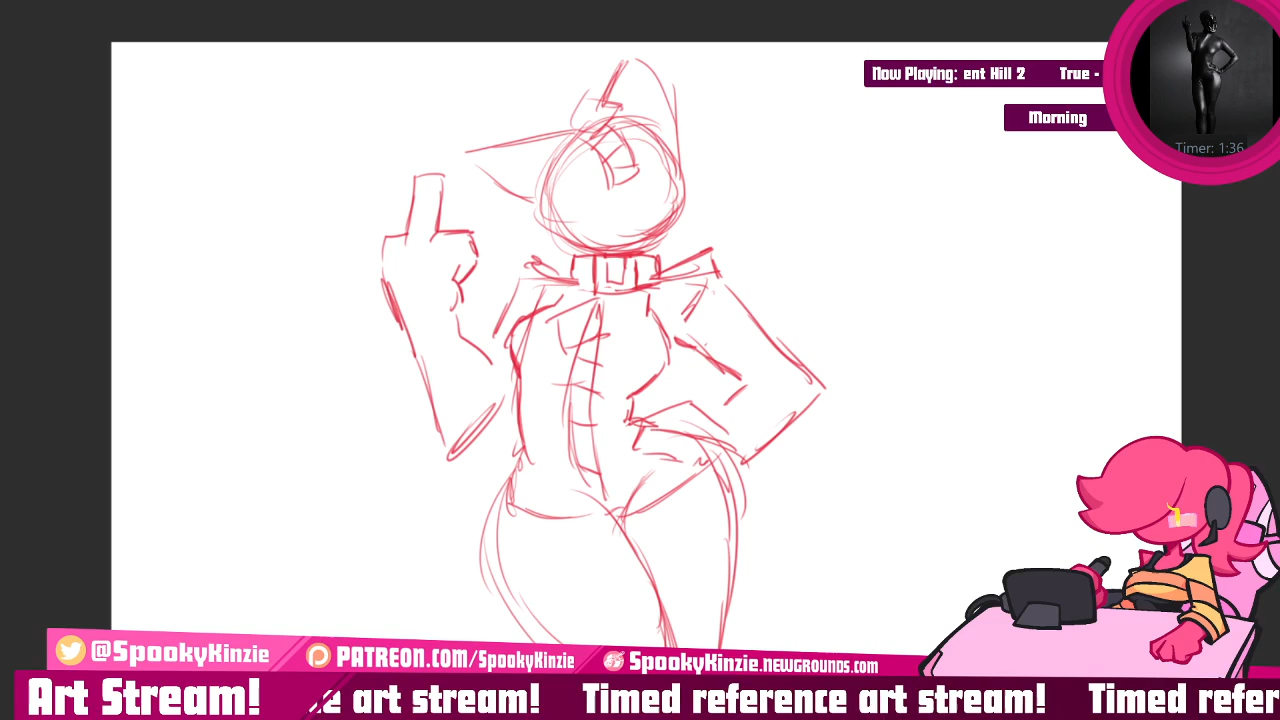 Now Playing: ent Hill 2 True -
Morning
Timer: 1:36
@SpookyKinzie
PATREON.COM/SpookyKinzie
SpookyKinzie.NEWGROUNDS.com
Art Stream!
e art stream! Timed reference art stream! Timed refer